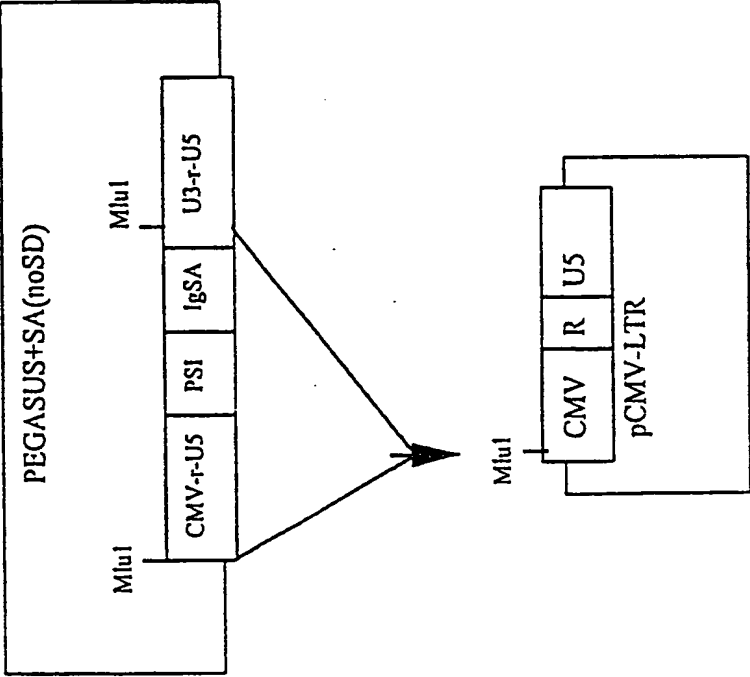 PEGASUS+SA(noSD)
Mlu1
Mlu1
CMV-r-U5
PSI
IgSA
U3-r-U5
Mlu1
CMV
R
U5
pCMV-LTR